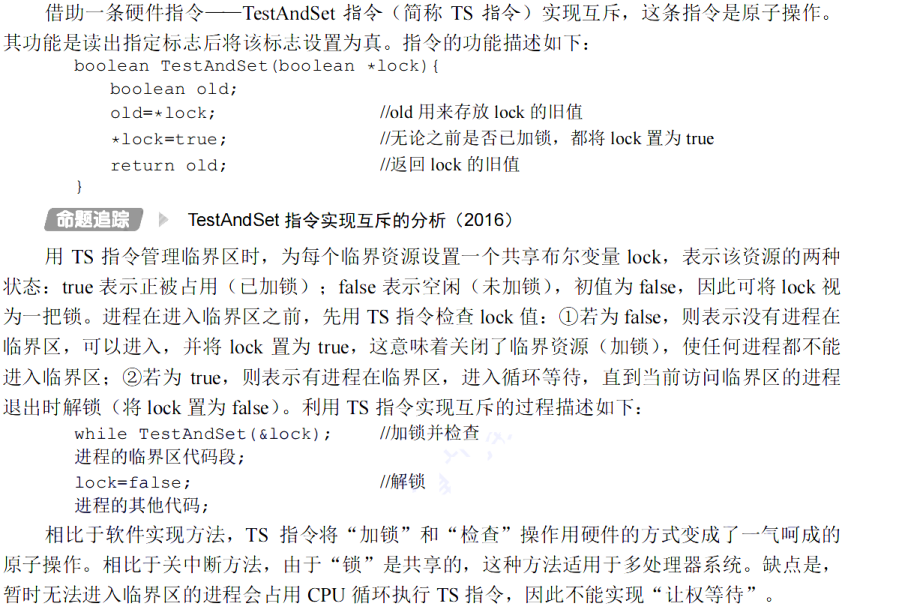 借助一条硬件指令——TestAndSet 指令（简称 TS 指令）实现互斥，这条指令是原子操作。
其功能是读出指定标志后将该标志设置为真。指令的功能描述如下：
boolean TestAndSet(boolean *lock){
boolean old;
old=*lock; //old 用来存放 lock 的旧值
*lock=true; //无论之前是否已加锁，都将 lock 置为 true
return old; //返回 lock 的旧值
}
命题追踪 TestAndSet 指令实现互斥的分析（2016）
用 TS 指令管理临界区时，为每个临界资源设置一个共享布尔变量 lock，表示该资源的两种
状态：true 表示正被占用（已加锁）；false 表示空闲（未加锁），初值为 false，因此可将 lock 视
为一把锁。进程在进入临界区之前，先用 TS 指令检查 lock 值：①若为 false，则表示没有进程在
临界区，可以进入，并将 lock 置为 true，这意味着关闭了临界资源（加锁），使任何进程都不能
进入临界区；②若为 true，则表示有进程在临界区，进入循环等待，直到当前访问临界区的进程
退出时解锁（将 lock 置为 false）。利用 TS 指令实现互斥的过程描述如下：
while TestAndSet(&lock); //加锁并检查
进程的临界区代码段;
lock=false; //解锁
进程的其他代码;
相比于软件实现方法，TS 指令将“加锁”和“检查”操作用硬件的方式变成了一气呵成的
原子操作。相比于关中断方法，由于“锁”是共享的，这种方法适用于多处理器系统。缺点是，
暂时无法进入临界区的进程会占用 CPU 循环执行 TS 指令，因此不能实现“让权等待”。